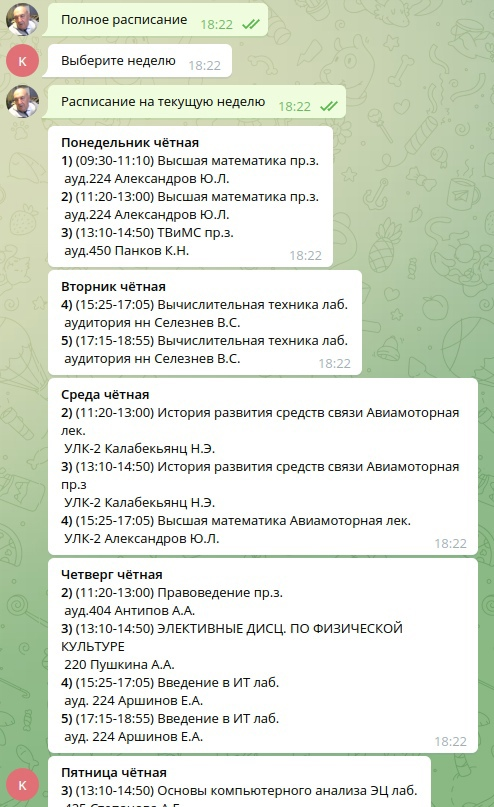 Полное расписание 18:22
K
Выберите неделю 18:22
Расписание на текущую неделю 18:22
Понедельник чётная
1) (09:30-11:10) Высшая математика пр.з.
ауд.224 Александров Ю.Л.
2) (11:20-13:00) Высшая математика пр.з.
ауд.224 Александров Ю.Л.
3) (13:10-14:50) ТВиМС пр.з.
ауд.450 Панков К.Н.
18:22
Вторник чётная
4) (15:25-17:05) Вычислительная техника лаб.
аудитория нн Селезнев В.С.
5) (17:15-18:55) Вычислительная техника лаб.
аудитория нн Селезнев В.С.
18:22
Среда чётная
2) (11:20-13:00) История развития средств связи Авиамоторная
лек.
УЛК-2 Калабекьянц Н.Э.
3) (13:10-14:50) История развития средств связи Авиамоторная
пр.з
УЛК-2 Калабекьянц Н.Э.
4) (15:25-17:05) Высшая математика Авиамоторная лек.
УЛК-2 Александров Ю.Л.
18:22
Четверг чётная
2) (11:20-13:00) Правоведение пр.з.
ауд.404 Антипов А.А.
3) (13:10-14:50) ЭЛЕКТИВНЫЕ ДИСЦ. ПО ФИЗИЧЕСКОЙ
КУЛЬТУРЕ
220 Пушкина А.А.
4) (15:25-17:05) Введение в ИТ лаб.
ауд. 224 Аршинов Е.А.
5) (17:15-18:55) Введение в ИТ лаб.
ауд. 224 Аршинов Е.А.
18:22
K
Пятница чётная
3) (13:10-14:50) Основы компьютерного анализа ЭЦ лаб.